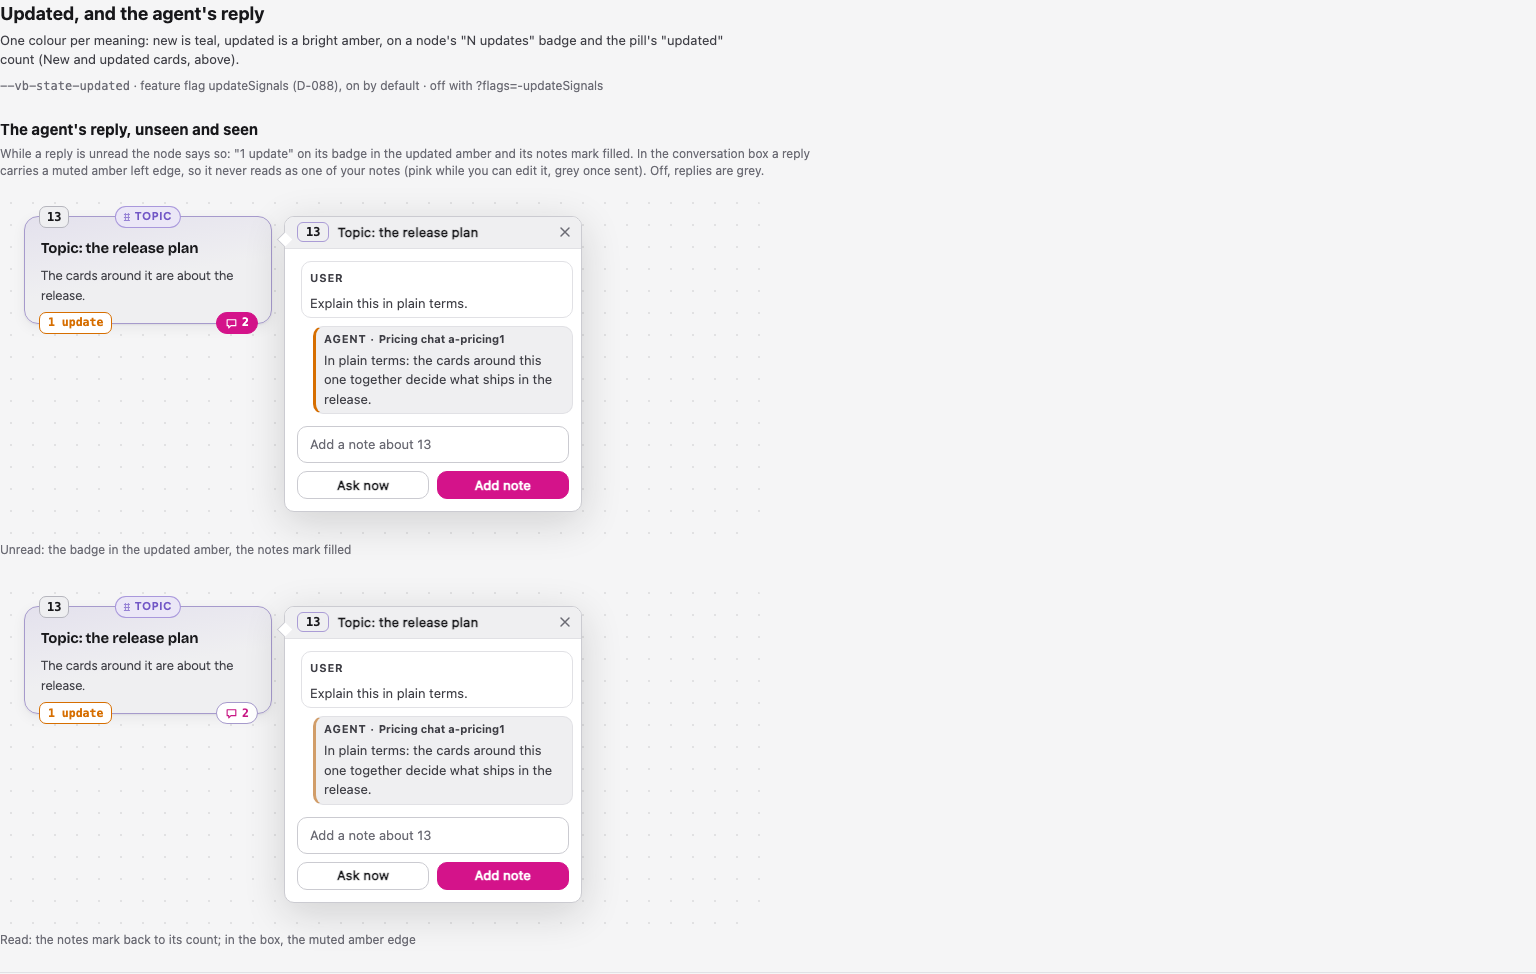 Updated, and the agent's reply
One colour per meaning: new is teal, updated is a bright amber, on a node's "N updates" badge and the pill's "updated"
count (New and updated cards, above).
--vb-state-updated · feature flag updateSignals (D-088), on by default · off with ?flags=-updateSignals
The agent's reply, unseen and seen
While a reply is unread the node says so: "1 update" on its badge in the updated amber and its notes mark filled. In the conversation box a reply
carries a muted amber left edge, so it never reads as one of your notes (pink while you can edit it, grey once sent). Off, replies are grey.
13
TOPIC
Topic: the release plan
The cards around it are about the
release.
1 update
2
13 Topic: the release plan
USER
Explain this in plain terms.
AGENT · Pricing chat a-pricing1
In plain terms: the cards around this
one together decide what ships in the
release.
Add a note about 13
Ask now
Add note
Unread: the badge in the updated amber, the notes mark filled
13
TOPIC
Topic: the release plan
The cards around it are about the
release.
1 update
2
13 Topic: the release plan
USER
Explain this in plain terms.
AGENT · Pricing chat a-pricing1
In plain terms: the cards around this
one together decide what ships in the
release.
Add a note about 13
Ask now
Add note
Read: the notes mark back to its count; in the box, the muted amber edge